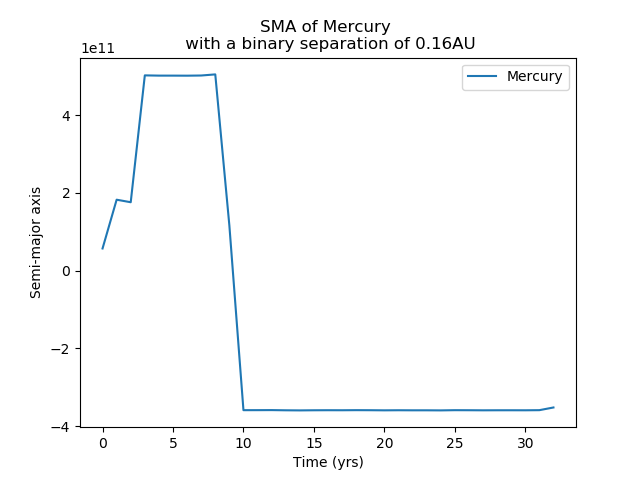 SMA of Mercury
with a binary separation of 0.16AU
1e11
Mercury
4
2
0
−2
−4
Semi-major axis
0 5 10 15 20 25 30
Time (yrs)